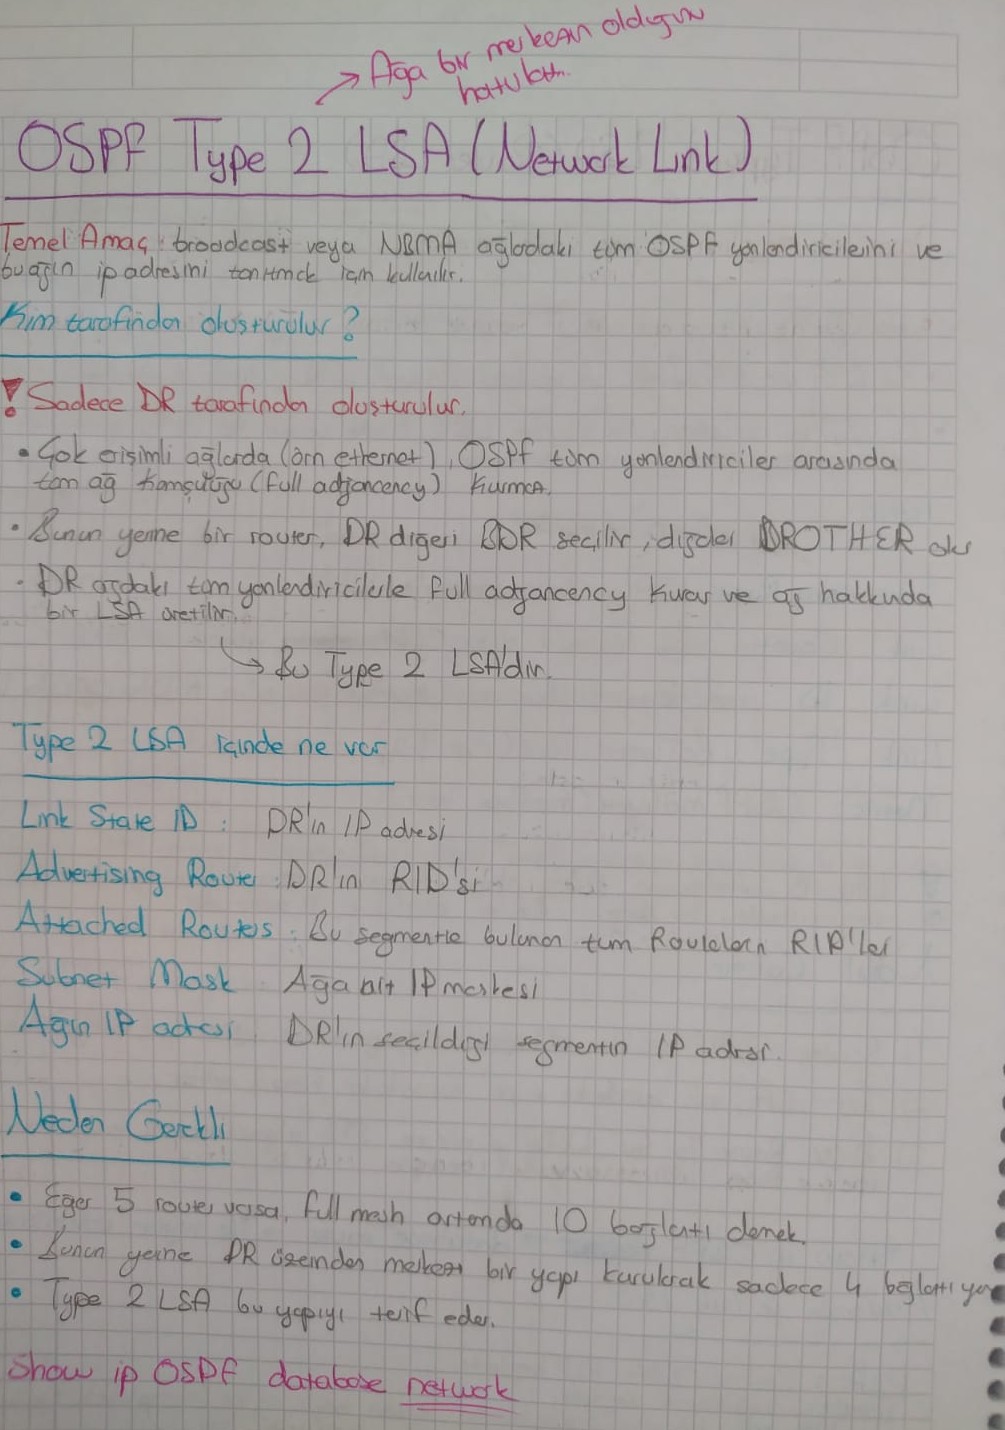 Ağa bir merkezin olduğunu
hatırlatır.
OSPF Type 2 LSA (Network Link)
Temel Amaç: broadcast veya NBMA ağlardaki tüm OSPF yönlendiricilerini ve
bu ağın ip adresini tanıtmak için kullanılır.
Kim tarafından oluşturulur?
! Sadece DR tarafından oluşturulur.
• Çok erişimli ağlarda (örn ethernet), OSPF tüm yönlendiriciler arasında
tam ağ komşuluğu (full adjancency) kurmaz.
• Bunun yerine bir router, DR diğeri BDR seçilir, diğerleri DROTHER olur
• DR ağdaki tüm yönlendiricilerle full adjancency kurar ve ağ hakkında
bir LSA üretilir.
↳ Bu Type 2 LSA'dır.
Type 2 LSA içinde ne var
Link State ID : DR'ın IP adresi
Advertising Router : DR'ın RID'si
Attached Routers : Bu segmentte bulunan tüm Routerların RID'leri
Subnet Mask Ağa ait IP maskesi
Ağın IP adresi DR'ın seçildiği segmentin IP adresi.
Neden Gerekli
• Eğer 5 router varsa, full mesh ortamda 10 bağlantı demek.
• Bunun yerine DR üzerinden merkezi bir yapı kurularak sadece 4 bağlantı
• Type 2 LSA bu yapıyı tarif eder.
Show ip OSPF database network